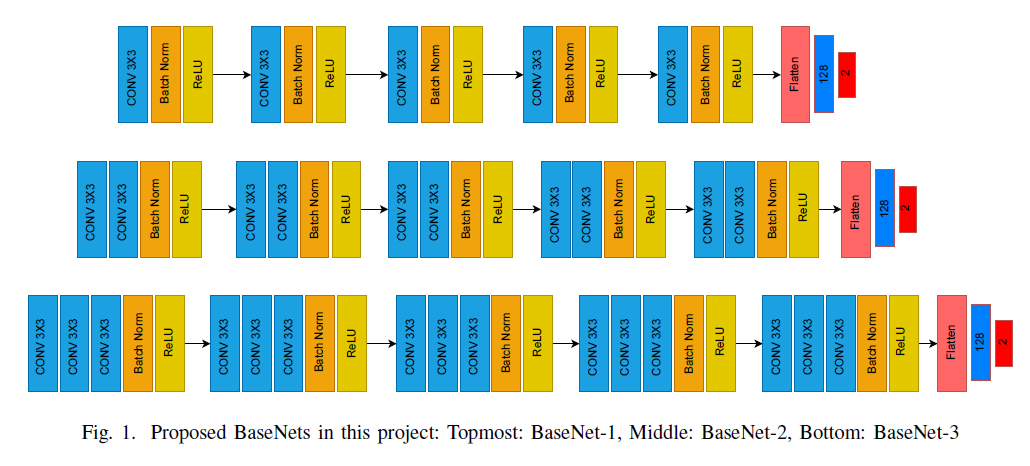 CONV 3X3 Batch Norm ReLU CONV 3X3 Batch Norm ReLU CONV 3X3 Batch Norm ReLU CONV 3X3 Batch Norm ReLU CONV 3X3 Batch Norm ReLU Flatten 128 2
CONV 3X3 CONV 3X3 Batch Norm ReLU CONV 3X3 CONV 3X3 Batch Norm ReLU CONV 3X3 CONV 3X3 Batch Norm ReLU CONV 3X3 CONV 3X3 Batch Norm ReLU CONV 3X3 CONV 3X3 Batch Norm ReLU Flatten 128 2
CONV 3X3 CONV 3X3 CONV 3X3 Batch Norm ReLU CONV 3X3 CONV 3X3 CONV 3X3 Batch Norm ReLU CONV 3X3 CONV 3X3 CONV 3X3 Batch Norm ReLU CONV 3X3 CONV 3X3 CONV 3X3 Batch Norm ReLU CONV 3X3 CONV 3X3 CONV 3X3 Batch Norm ReLU Flatten 128 2
Fig. 1. Proposed BaseNets in this project: Topmost: BaseNet-1, Middle: BaseNet-2, Bottom: BaseNet-3